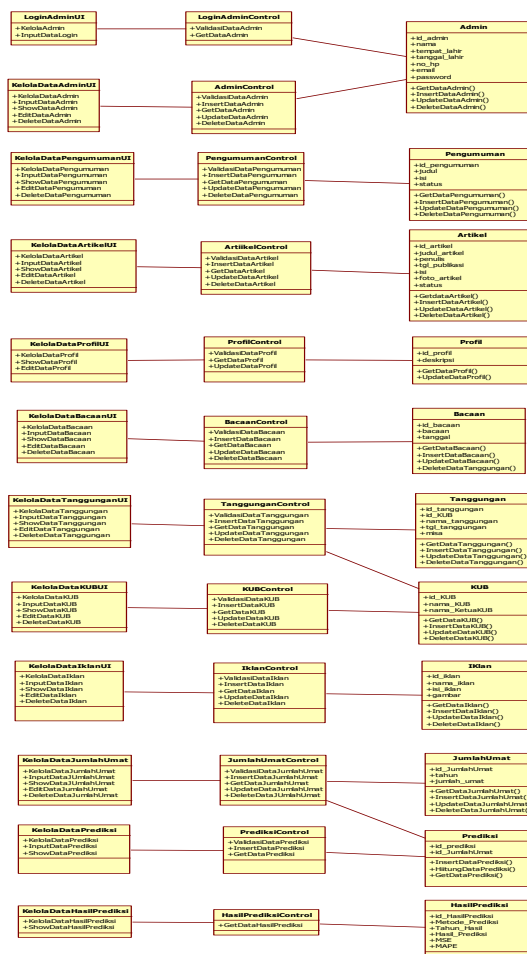 LoginAdminUI
+KelolaAdmin
+InputDataLogin
LoginAdminControl
+ValidasiDataAdmin
+GetDataAdmin
Admin
+id_admin
+nama
+tempat_lahir
+tanggal_lahir
+no_hp
+email
+password
+GetDataAdmin()
+InsertDataAdmin()
+UpdateDataAdmin()
+DeleteDataAdmin()
KelolaDataAdminUI
+KelolaDataAdmin
+InputDataAdmin
+ShowDataAdmin
+EditDataAdmin
+DeleteDataAdmin
AdminControl
+ValidasiDataAdmin
+InsertDataAdmin
+GetDataAdmin
+UpdateDataAdmin
+DeleteDataAdmin
KelolaDataPengumumanUI
+KelolaDataPengumuman
+InputDataPengumuman
+ShowDataPengumuman
+EditDataPengumuman
+DeleteDataPengumuman
PengumumanControl
+ValidasiDataPengumuman
+InsertDataPengumuman
+GetDataPengumuman
+UpdateDataPengumuman
+DeleteDataPengumuman
Pengumuman
+id_pengumuman
+judul
+isi
+status
+GetDataPengumuman()
+InsertDataPengumuman()
+UpdateDataPengumuman()
+DeleteDataPengumuman()
KelolaDataArtikelUI
+KelolaDataArtikel
+InputDataArtikel
+ShowDataArtikel
+EditDataArtikel
+DeleteDataArtikel
ArtiikelControl
+ValidasiDataArtikel
+InsertDataArtikel
+GetDataArtikel
+UpdateDataArtikel
+DeleteDataArtikel
Artikel
+id_artikel
+judul_artikel
+penulis
+tgl_publikasi
+isi
+foto_artikel
+status
+GetdataArtikel()
+InsertDataArtikel()
+UpdateDataArtikel()
+DeleteDataArtikel()
KelolaDataProfilUI
+KelolaDataProfil
+ShowDataProfil
+EditDataProfil
ProfilControl
+ValidasiDataProfil
+GetDataProfil
+UpdateDataProfil
Profil
+id_profil
+deskripsi
+GetDataProfil()
+UpdateDataProfil()
KelolaDataBacaanUI
+KelolaDataBacaan
+InputDataBacaan
+ShowDataBacaan
+EditDataBacaan
+DeleteDataBacaan
BacaanControl
+ValidasiDataBacaan
+InsertDataBacaan
+GetDataBacaan
+UpdateDataBacaan
+DeleteDataBacaan
Bacaan
+id_bacaan
+bacaan
+tanggal
+GetDataBacaan()
+InsertDataBacaan()
+UpdateDataBacaan()
+DeleteDataTanggungan()
KelolaDataTanggunganUI
+KelolaDataTanggungan
+InputDataTanggungan
+ShowDataTanggungan
+EditDataTanggungan
+DeleteDataTanggungan
TanggunganControl
+ValidasiDataTanggungan
+InsertDataTanggungan
+GetDataTanggungan
+UpdateDataTanggungan
+DeleteDataTanggungan
Tanggungan
+id_tanggungan
+id_KUB
+nama_tanggungan
+tgl_tanggungan
+misa
+GetDataTanggungan()
+InsertDataTanggungan()
+UpdateDataTanggungan()
+DeleteDataTanggungan()
KelolaDataKUBUI
+KelolaDataKUB
+InputDataKUB
+ShowDataKUB
+EditDataKUB
+DeleteDataKUB
KUBControl
+ValidasiDataKUB
+InsertDataKUB
+GetDataKUB
+UpdateDataKUB
+DeleteDataKUB
KUB
+id_KUB
+nama_KUB
+nama_KetuaKUB
+GetDataKUB()
+InsertDataKUB()
+UpdateDataKUB()
+DeleteDataKUB()
KelolaDataIklanUI
+KelolaDataIklan
+InputDataIklan
+ShowDataIklan
+EditDataIklan
+DeleteDataIklan
IklanControl
+ValidasiDataIklan
+InsertDataIklan
+GetDataIklan
+UpdateDataIklan
+DeleteDataIklan
IKlan
+id_iklan
+nama_iklan
+isi_iklan
+gambar
+GetDataIklan()
+InsertDataIklan()
+UpdateDataIklan()
+DeleteDataIklan()
KelolaDataJumlahUmat
+KelolaDataJumlahUmat
+InputDataJUmlahUmat
+ShowDataJumlahUmat
+EditDataJumlahUmat
+DeleteDataJumlahUmat
JumlahUmatControl
+ValidasiDataJumlahUmat
+InsertDataJumlahUmat
+GetDataJumlahUmat
+UpdateDataJumlahUmat
+DeleteDataJUmlahUmat
JumlahUmat
+id_JumlahUmat
+tahun
+jumlah_umat
+GetDataJumlahUmat()
+InsertDataJumlahUmat()
+UpdateDataJumlahUmat
+DeleteDataJumlahUmat()
KelolaDataPrediksi
+KelolaDataPrediksi
+InputDataPrediksi
+ShowDataPrediksi
PrediksiControl
+ValidasiDataPrediksi
+InsertDataPrediksi
+GetDataPrediksi
Prediksi
+id_prediksi
+id_JumlahUmat
+InsertDataPrediksi()
+HiitungDataPrediksi()
+GetDataPrediksi()
KelolaDataHasilPrediksi
+KelolaDataHasilPrediksi
+ShowDataHasilPrediksi
HasilPrediksiControl
+GetDataHasilPrediksi
HasilPrediksi
+id_HasilPrediksi
+Metode_Prediksi
+Tahun_Hasil
+Hasil_Prediksi
+MSE
+MAPE